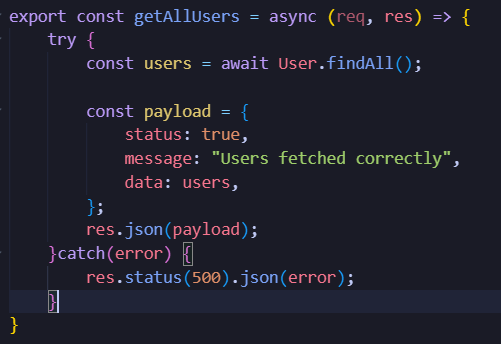 export const getAllUsers = async (req, res) => {
    try {
        const users = await User.findAll();

        const payload = {
            status: true,
            message: "Users fetched correctly",
            data: users,
        };
        res.json(payload);
    }catch(error) {
        res.status(500).json(error);
    }
}